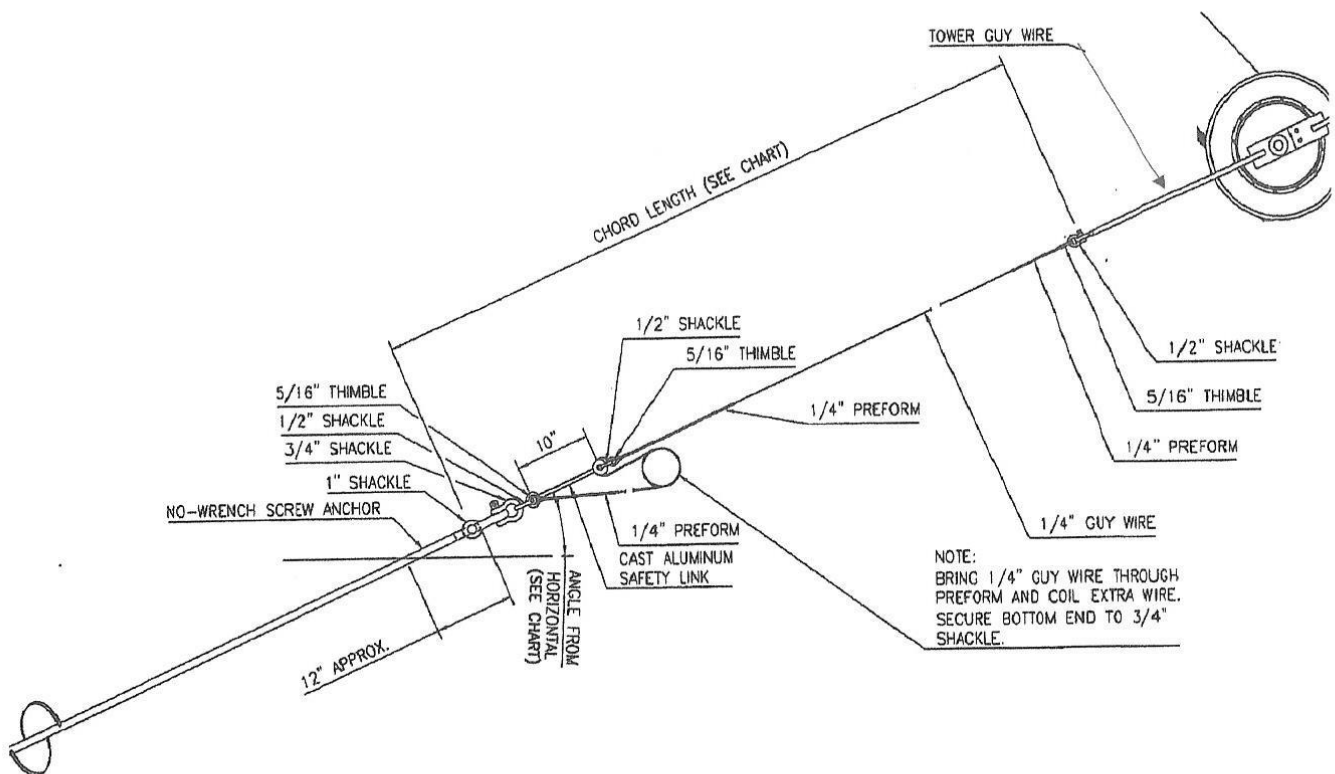 TOWER GUY WIRE
CHORD LENGTH (SEE CHART)
1/2" SHACKLE
5/16" THIMBLE
1/2" SHACKLE
5/16" THIMBLE
1/4" PREFORM
5/16" THIMBLE
1/2" SHACKLE
3/4" SHACKLE
1" SHACKLE
NO-WRENCH SCREW ANCHOR
10"
1/4" PREFORM
1/4" PREFORM
CAST ALUMINUM
SAFETY LINK
1/4" GUY WIRE
ANGLE FROM
HORIZONTAL
(SEE CHART)
12" APPROX.
NOTE:
BRING 1/4" GUY WIRE THROUGH
PREFORM AND COIL EXTRA WIRE.
SECURE BOTTOM END TO 3/4"
SHACKLE.